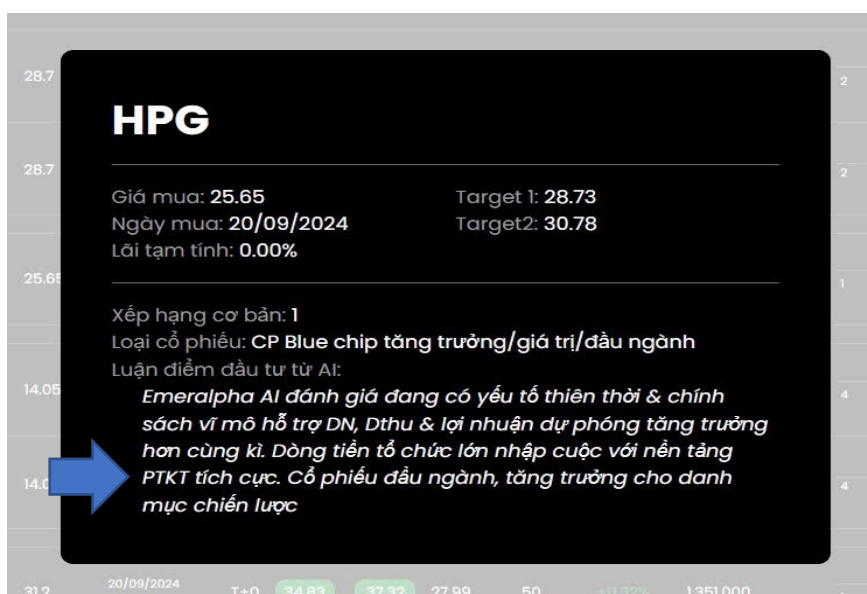 28.7
2
HPG
28.7
2
Giá mua: 25.65
Target 1: 28.73
Ngày mua: 20/09/2024
Target2: 30.78
Lãi tạm tính: 0.00%
25.65
1
Xếp hạng cơ bản: 1
Loại cổ phiếu: CP Blue chip tăng trưởng/giá trị/đầu ngành
Luận điểm đầu tư từ AI:
14.05
4
Emeralpha AI đánh giá đang có yếu tố thiên thời & chính
sách vĩ mô hỗ trợ DN, Dthu & lợi nhuận dự phóng tăng trưởng
hơn cùng kì. Dòng tiền tổ chức lớn nhập cuộc với nền tảng
PTKT tích cực. Cổ phiếu đầu ngành, tăng trưởng cho danh
4
mục chiến lược
31.2 20/09/2024 T+0 34.83 37.32 27.99 50 +0.32% 1.351.000